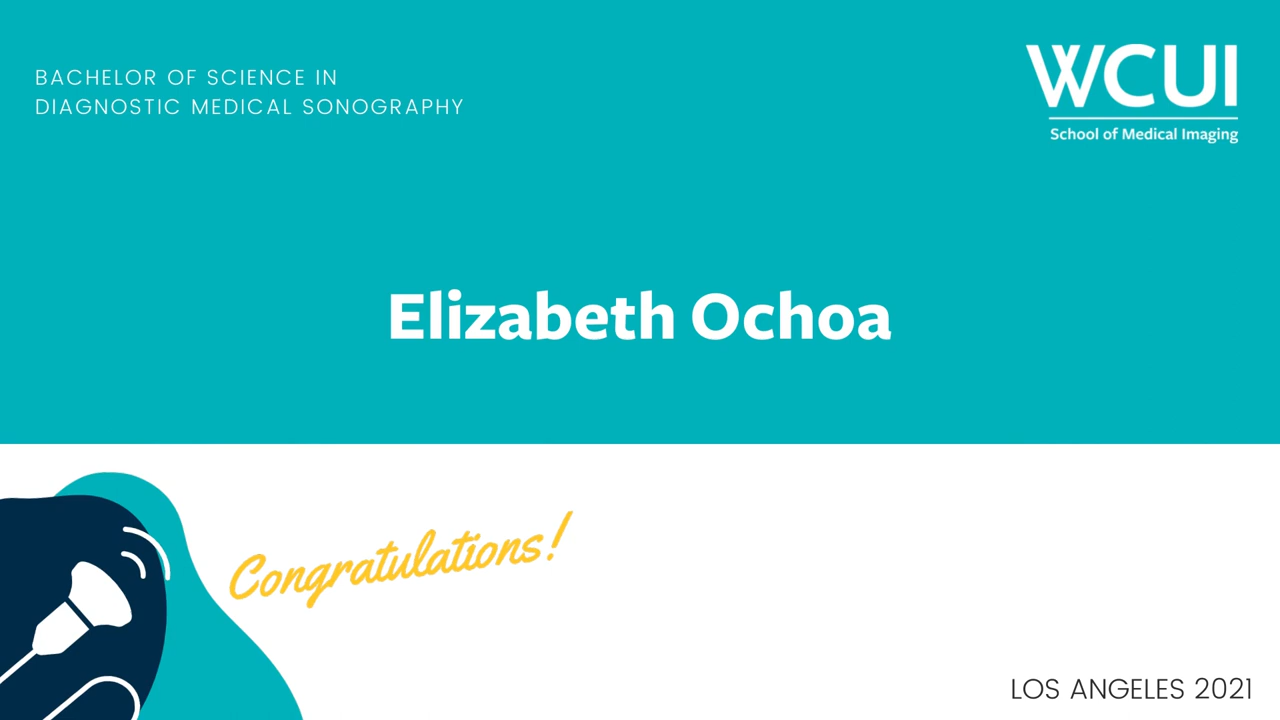 BACHELOR OF SCIENCE IN
DIAGNOSTIC MEDICAL SONOGRAPHY
WCUI
School of Medical Imaging
Elizabeth Ochoa
Congratulations!
LOS ANGELES 2021